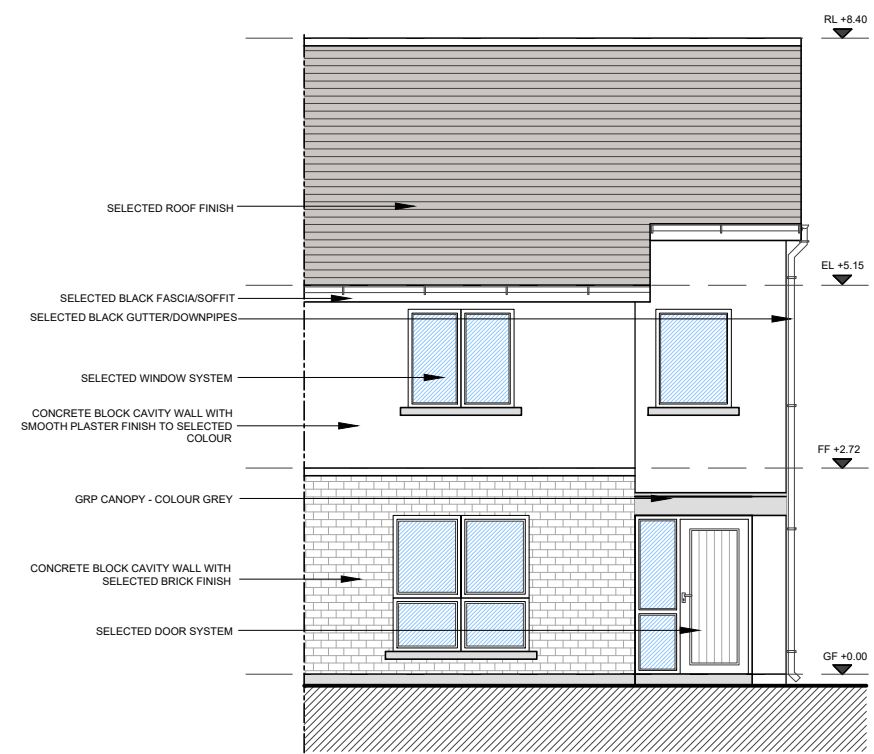 RL +8.40
SELECTED ROOF FINISH
EL +5.15
SELECTED BLACK FASCIA/SOFFIT
SELECTED BLACK GUTTER/DOWNPIPES
SELECTED WINDOW SYSTEM
CONCRETE BLOCK CAVITY WALL WITH
SMOOTH PLASTER FINISH TO SELECTED
COLOUR
FF +2.72
GRP CANOPY - COLOUR GREY
CONCRETE BLOCK CAVITY WALL WITH
SELECTED BRICK FINISH
SELECTED DOOR SYSTEM
GF +0.00